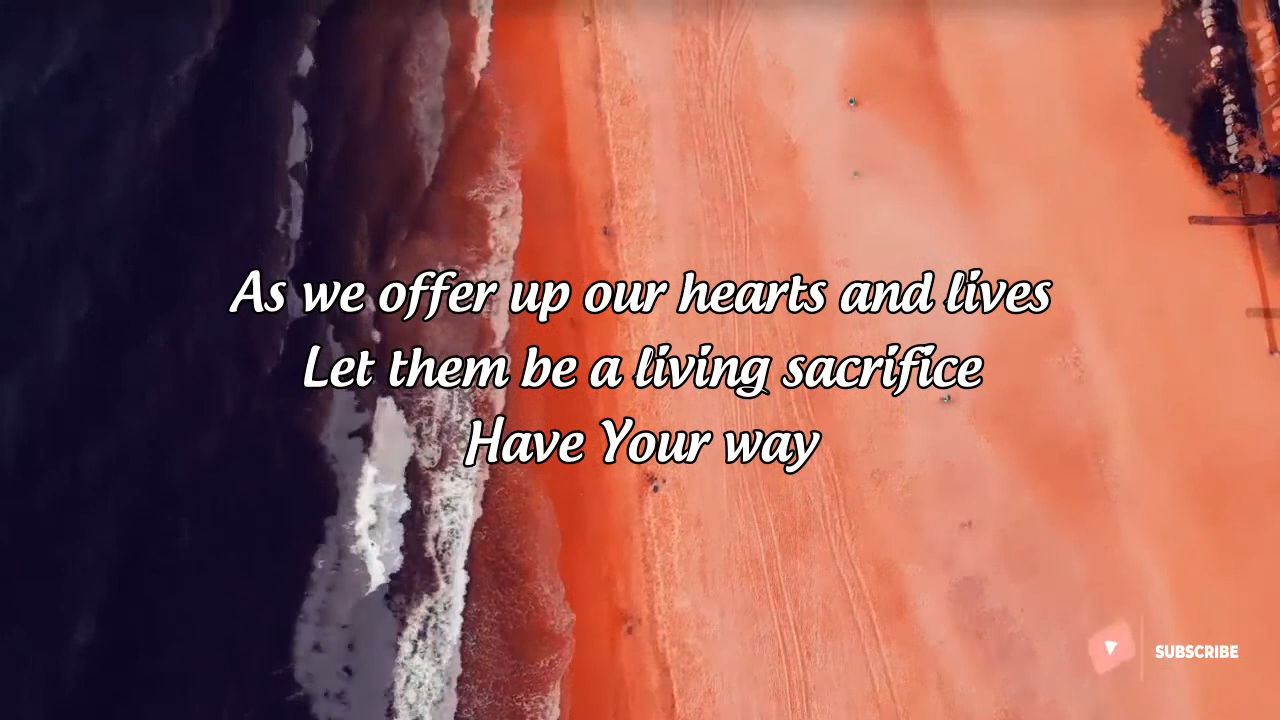 As we offer up our hearts and lives
Let them be a living sacrifice
Have Your way
SUBSCRIBE